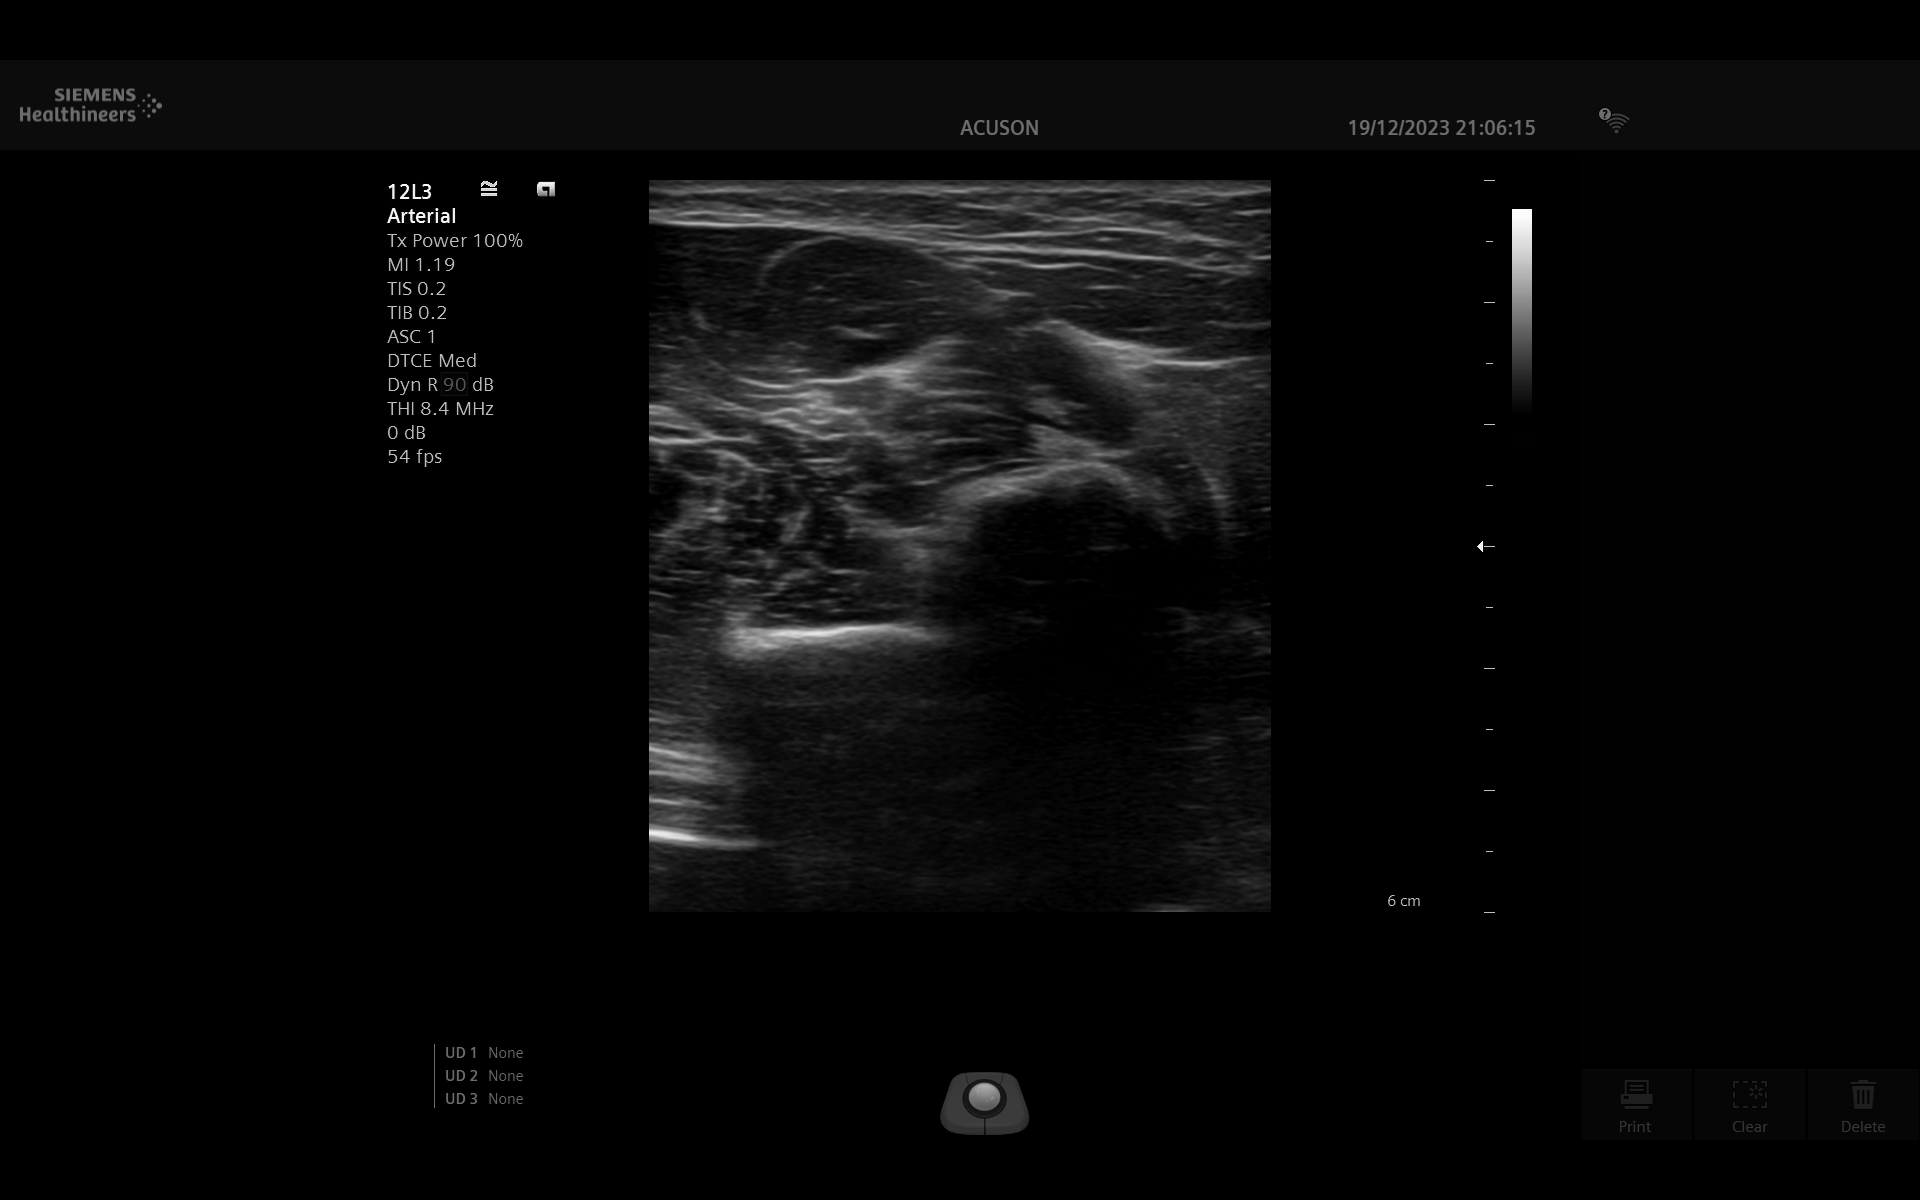 SIEMENS
Healthineers
ACUSON
19/12/2023 21:06:15
?
12L3
Arterial
Tx Power 100%
MI 1.19
TIS 0.2
TIB 0.2
ASC 1
DTCE Med
Dyn R 90 dB
THI 8.4 MHz
0 dB
54 fps
6 cm
UD 1 None
UD 2 None
UD 3 None
Print
Clear
Delete